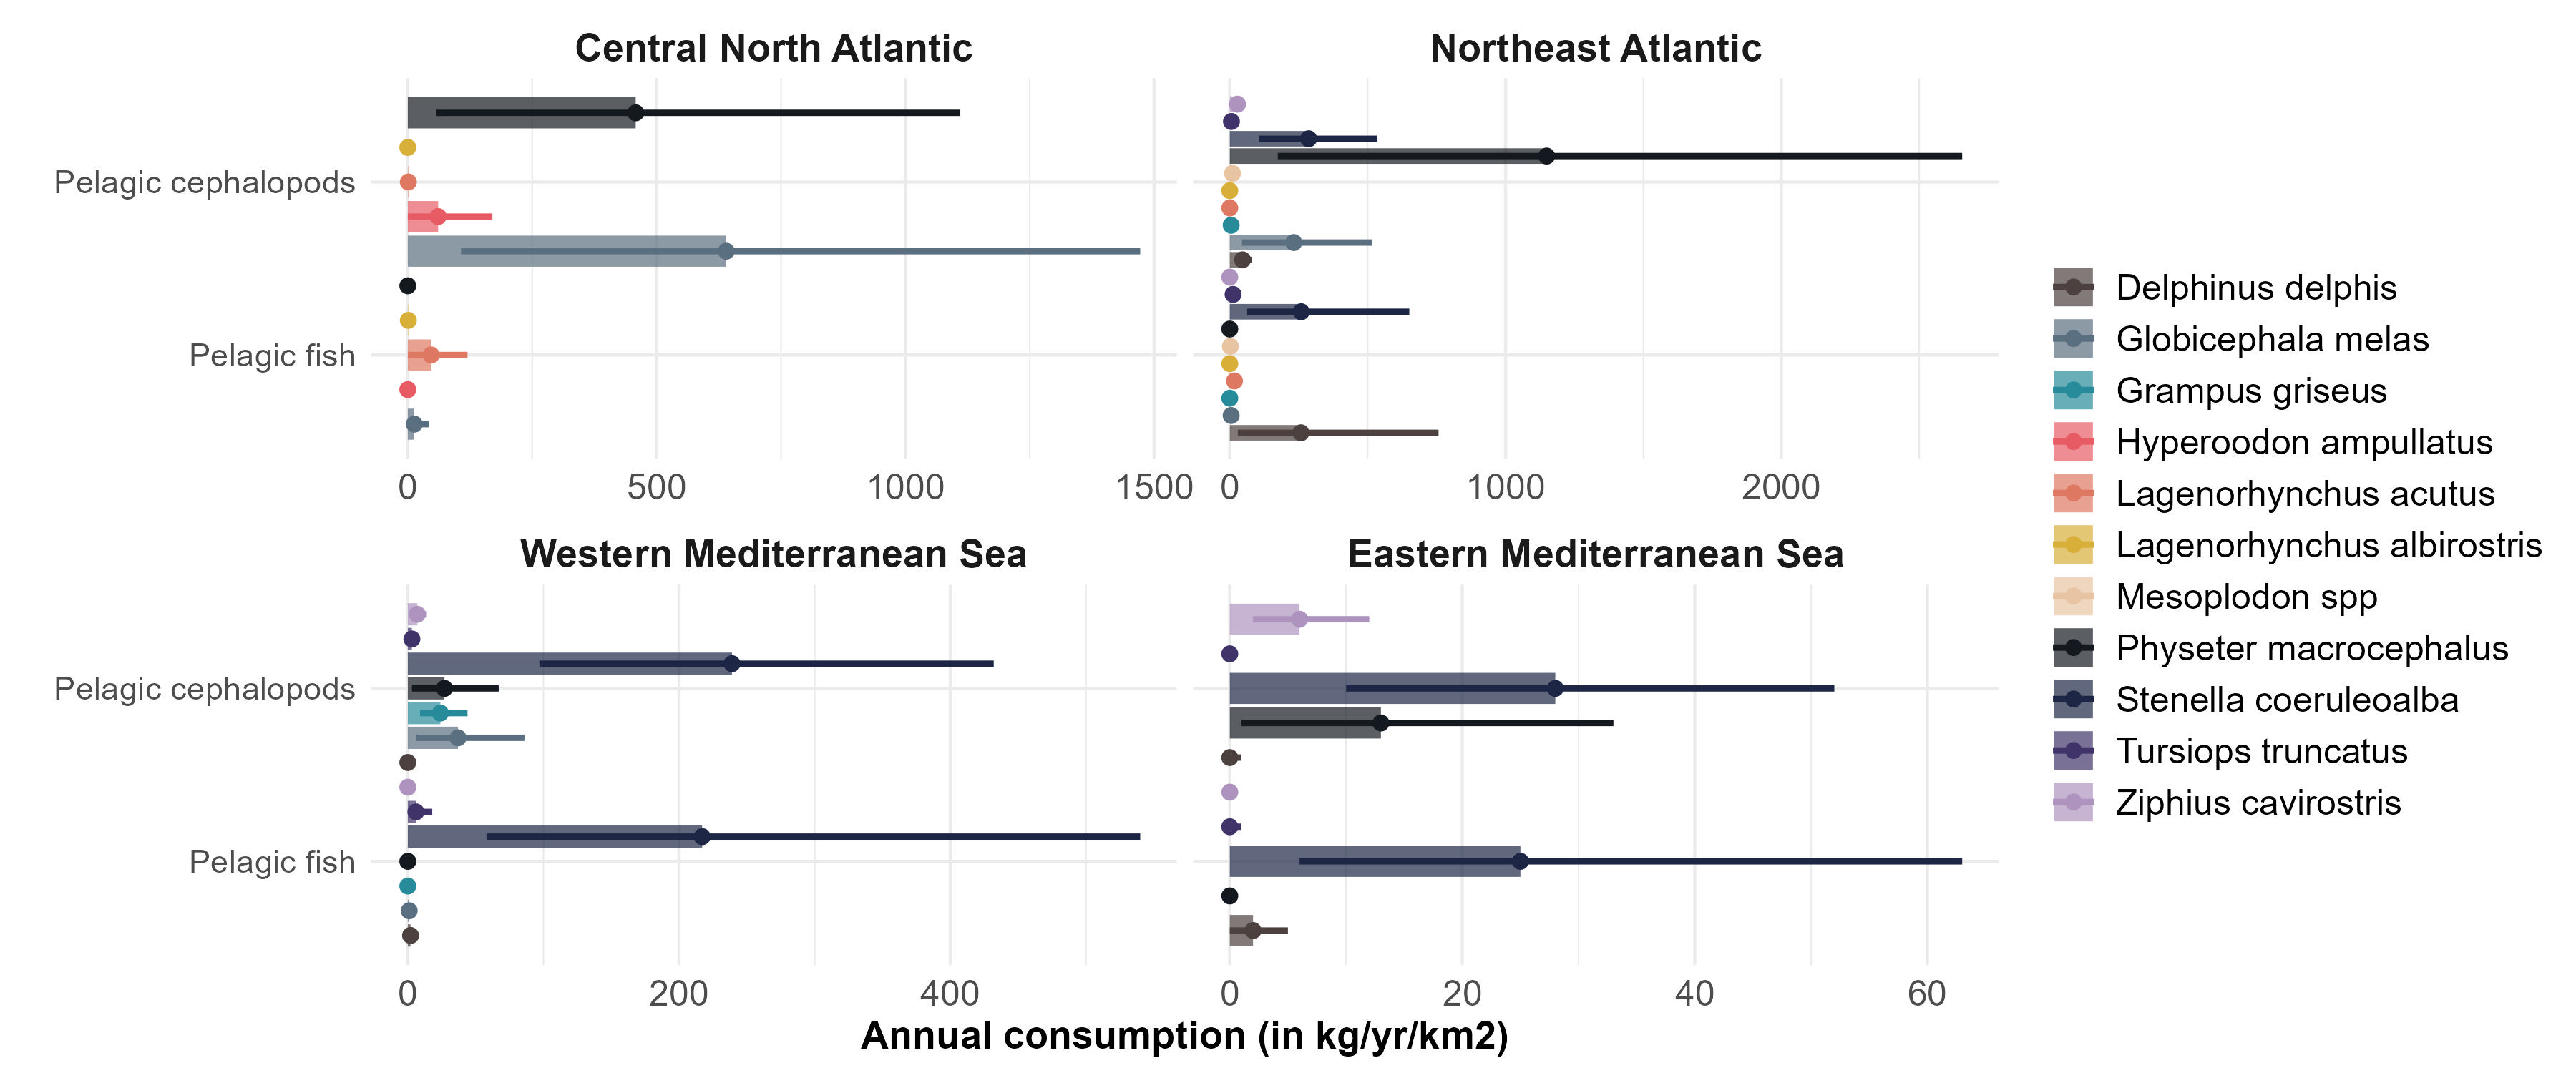 Central North Atlantic
Northeast Atlantic
Pelagic cephalopods
Pelagic fish
0 500 1000 1500 0 1000 2000
Western Mediterranean Sea
Eastern Mediterranean Sea
Pelagic cephalopods
Pelagic fish
0 200 400 0 20 40 60
Annual consumption (in kg/yr/km2)
Delphinus delphis
Globicephala melas
Grampus griseus
Hyperoodon ampullatus
Lagenorhynchus acutus
Lagenorhynchus albirostris
Mesoplodon spp
Physeter macrocephalus
Stenella coeruleoalba
Tursiops truncatus
Ziphius cavirostris